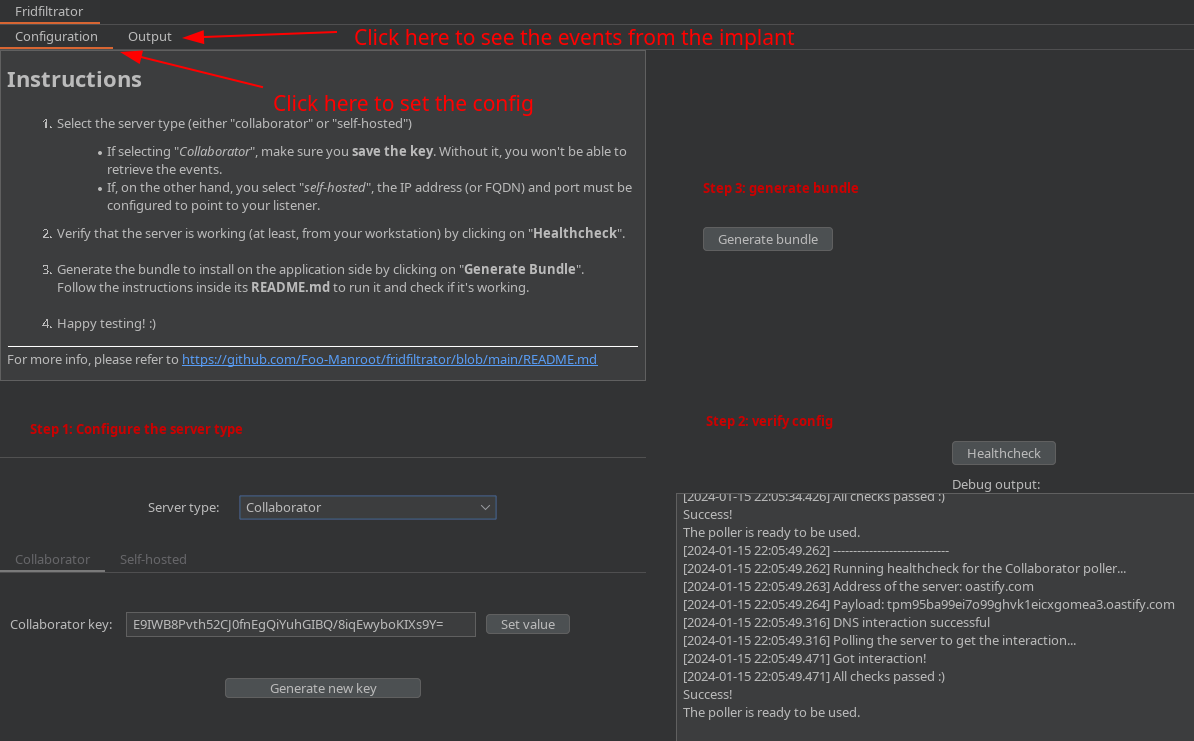 Fridfiltrator
Configuration Output
Click here to see the events from the implant
Click here to set the config
Instructions
1. Select the server type (either "collaborator" or "self-hosted")
• If selecting "Collaborator", make sure you save the key. Without it, you won't be able to
retrieve the events.
• If, on the other hand, you select "self-hosted", the IP address (or FQDN) and port must be
configured to point to your listener.
2. Verify that the server is working (at least, from your workstation) by clicking on "Healthcheck".
3. Generate the bundle to install on the application side by clicking on "Generate Bundle".
Follow the instructions inside its README.md to run it and check if it's working.
4. Happy testing! :)
For more info, please refer to https://github.com/Foo-Manroot/fridfiltrator/blob/main/README.md
Step 1: Configure the server type
Server type: Collaborator
Collaborator Self-hosted
Collaborator key: E9IWB8Pvth52CJ0fnEgQiYuhGIBQ/8iqEwyboKIXs9Y= Set value
Generate new key
Step 3: generate bundle
Generate bundle
Step 2: verify config
Healthcheck
Debug output:
[2024-01-15 22:05:34.426] All checks passed :)
Success!
The poller is ready to be used.
[2024-01-15 22:05:49.262] -----------------------------
[2024-01-15 22:05:49.262] Running healthcheck for the Collaborator poller...
[2024-01-15 22:05:49.263] Address of the server: oastify.com
[2024-01-15 22:05:49.264] Payload: tpm95ba99ei7o99ghvk1eicxgomea3.oastify.com
[2024-01-15 22:05:49.316] DNS interaction successful
[2024-01-15 22:05:49.316] Polling the server to get the interaction...
[2024-01-15 22:05:49.471] Got interaction!
[2024-01-15 22:05:49.471] All checks passed :)
Success!
The poller is ready to be used.